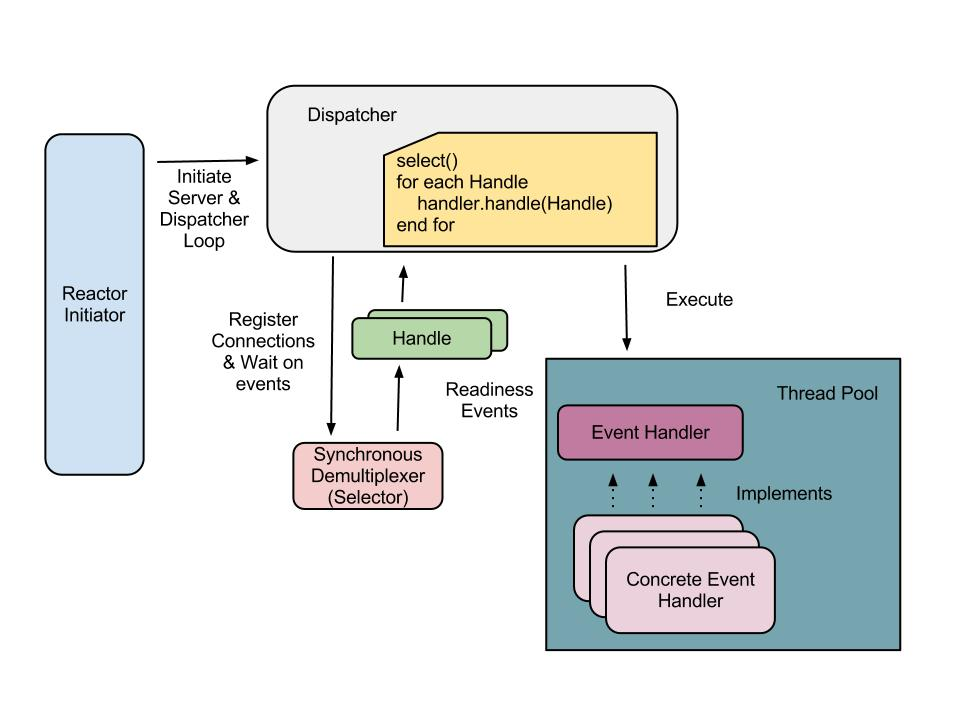 Dispatcher
select()
for each Handle
handler.handle(Handle)
end for
Initiate
Server &
Dispatcher
Loop
Reactor
Initiator
Register
Connections
& Wait on
events
Handle
Execute
Readiness
Events
Thread Pool
Event Handler
Synchronous
Demultiplexer
(Selector)
Implements
Concrete Event
Handler